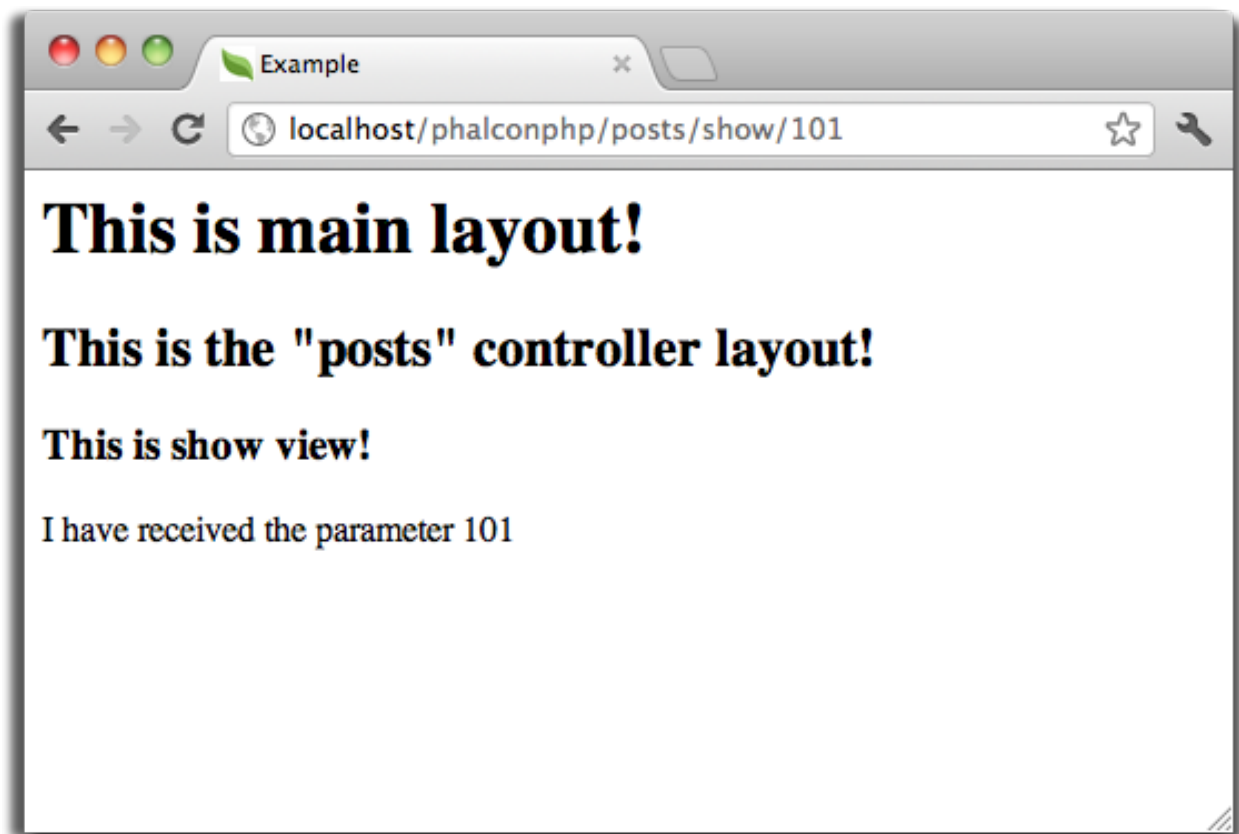 Example
localhost/phalconphp/posts/show/101
This is main layout!
This is the "posts" controller layout!
This is show view!
I have received the parameter 101